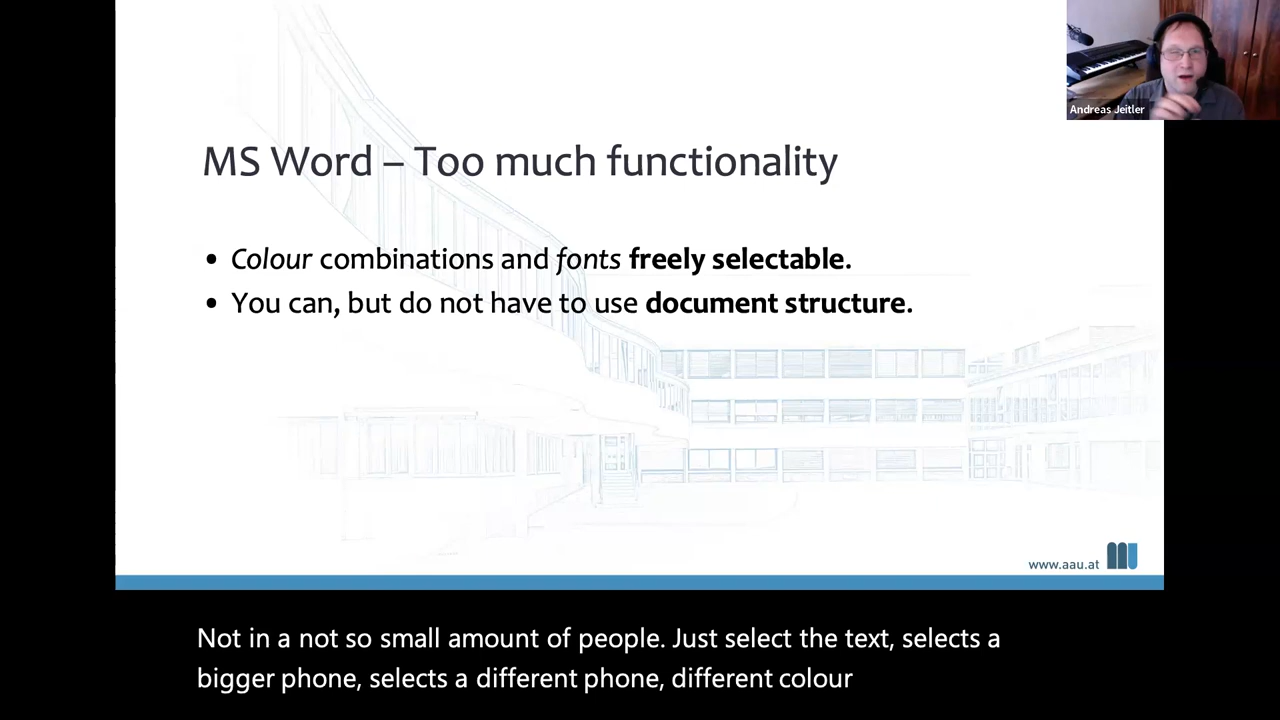 Andreas Jeitler
MS Word – Too much functionality
• Colour combinations and fonts freely selectable.
• You can, but do not have to use document structure.
www.aau.at
Not in a not so small amount of people. Just select the text, selects a
bigger phone, selects a different phone, different colour